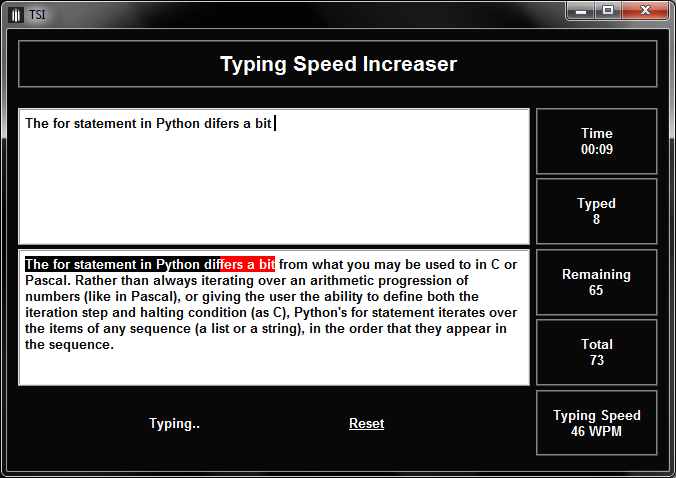 TSI
Typing Speed Increaser
The for statement in Python difers a bit
Time
00:09
Typed
8
The for statement in Python differs a bit from what you may be used to in C or
Pascal. Rather than always iterating over an arithmetic progression of
numbers (like in Pascal), or giving the user the ability to define both the
iteration step and halting condition (as C), Python's for statement iterates over
the items of any sequence (a list or a string), in the order that they appear in
the sequence.
Remaining
65
Total
73
Typing Speed
46 WPM
Typing..
Reset